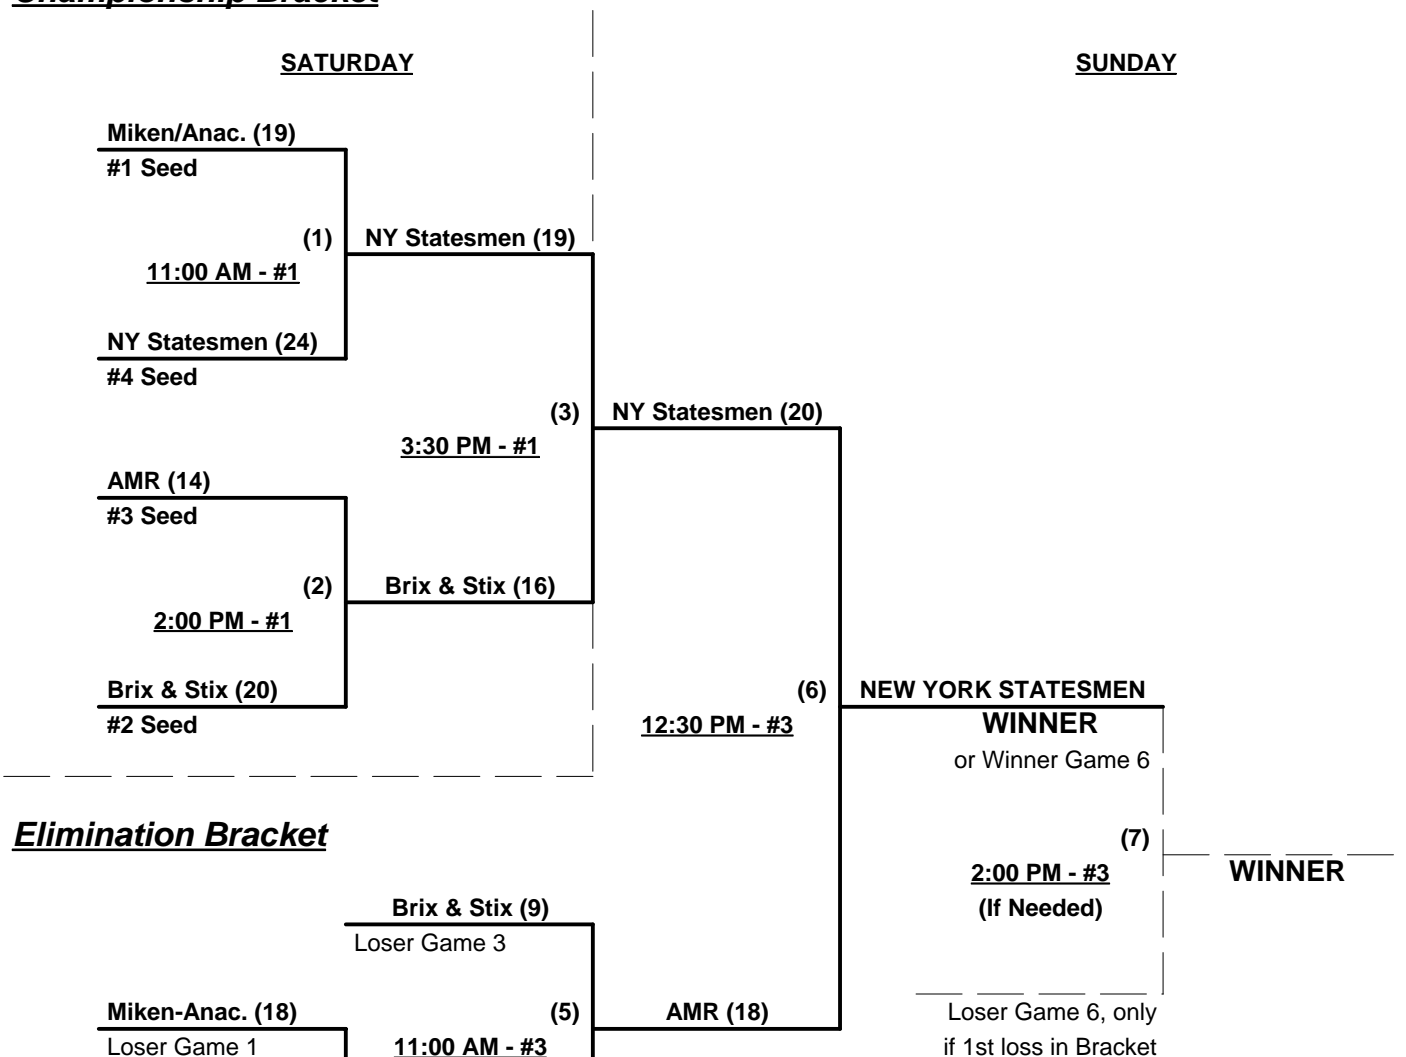 Championship Bracket
SATURDAY
SUNDAY
Miken/Anac. (19)
#1 Seed
(1)
NY Statesmen (19)
11:00 AM - #1
NY Statesmen (24)
#4 Seed
(3)
NY Statesmen (20)
3:30 PM - #1
AMR (14)
#3 Seed
(2)
Brix & Stix (16)
2:00 PM - #1
Brix & Stix (20)
#2 Seed
(6)
NEW YORK STATESMEN
12:30 PM - #3
WINNER
or Winner Game 6
Elimination Bracket
(7)
2:00 PM - #3
WINNER
(If Needed)
Brix & Stix (9)
Loser Game 3
Miken-Anac. (18)
(5)
AMR (18)
Loser Game 6, only
Loser Game 1
11:00 AM - #3
if 1st loss in Bracket